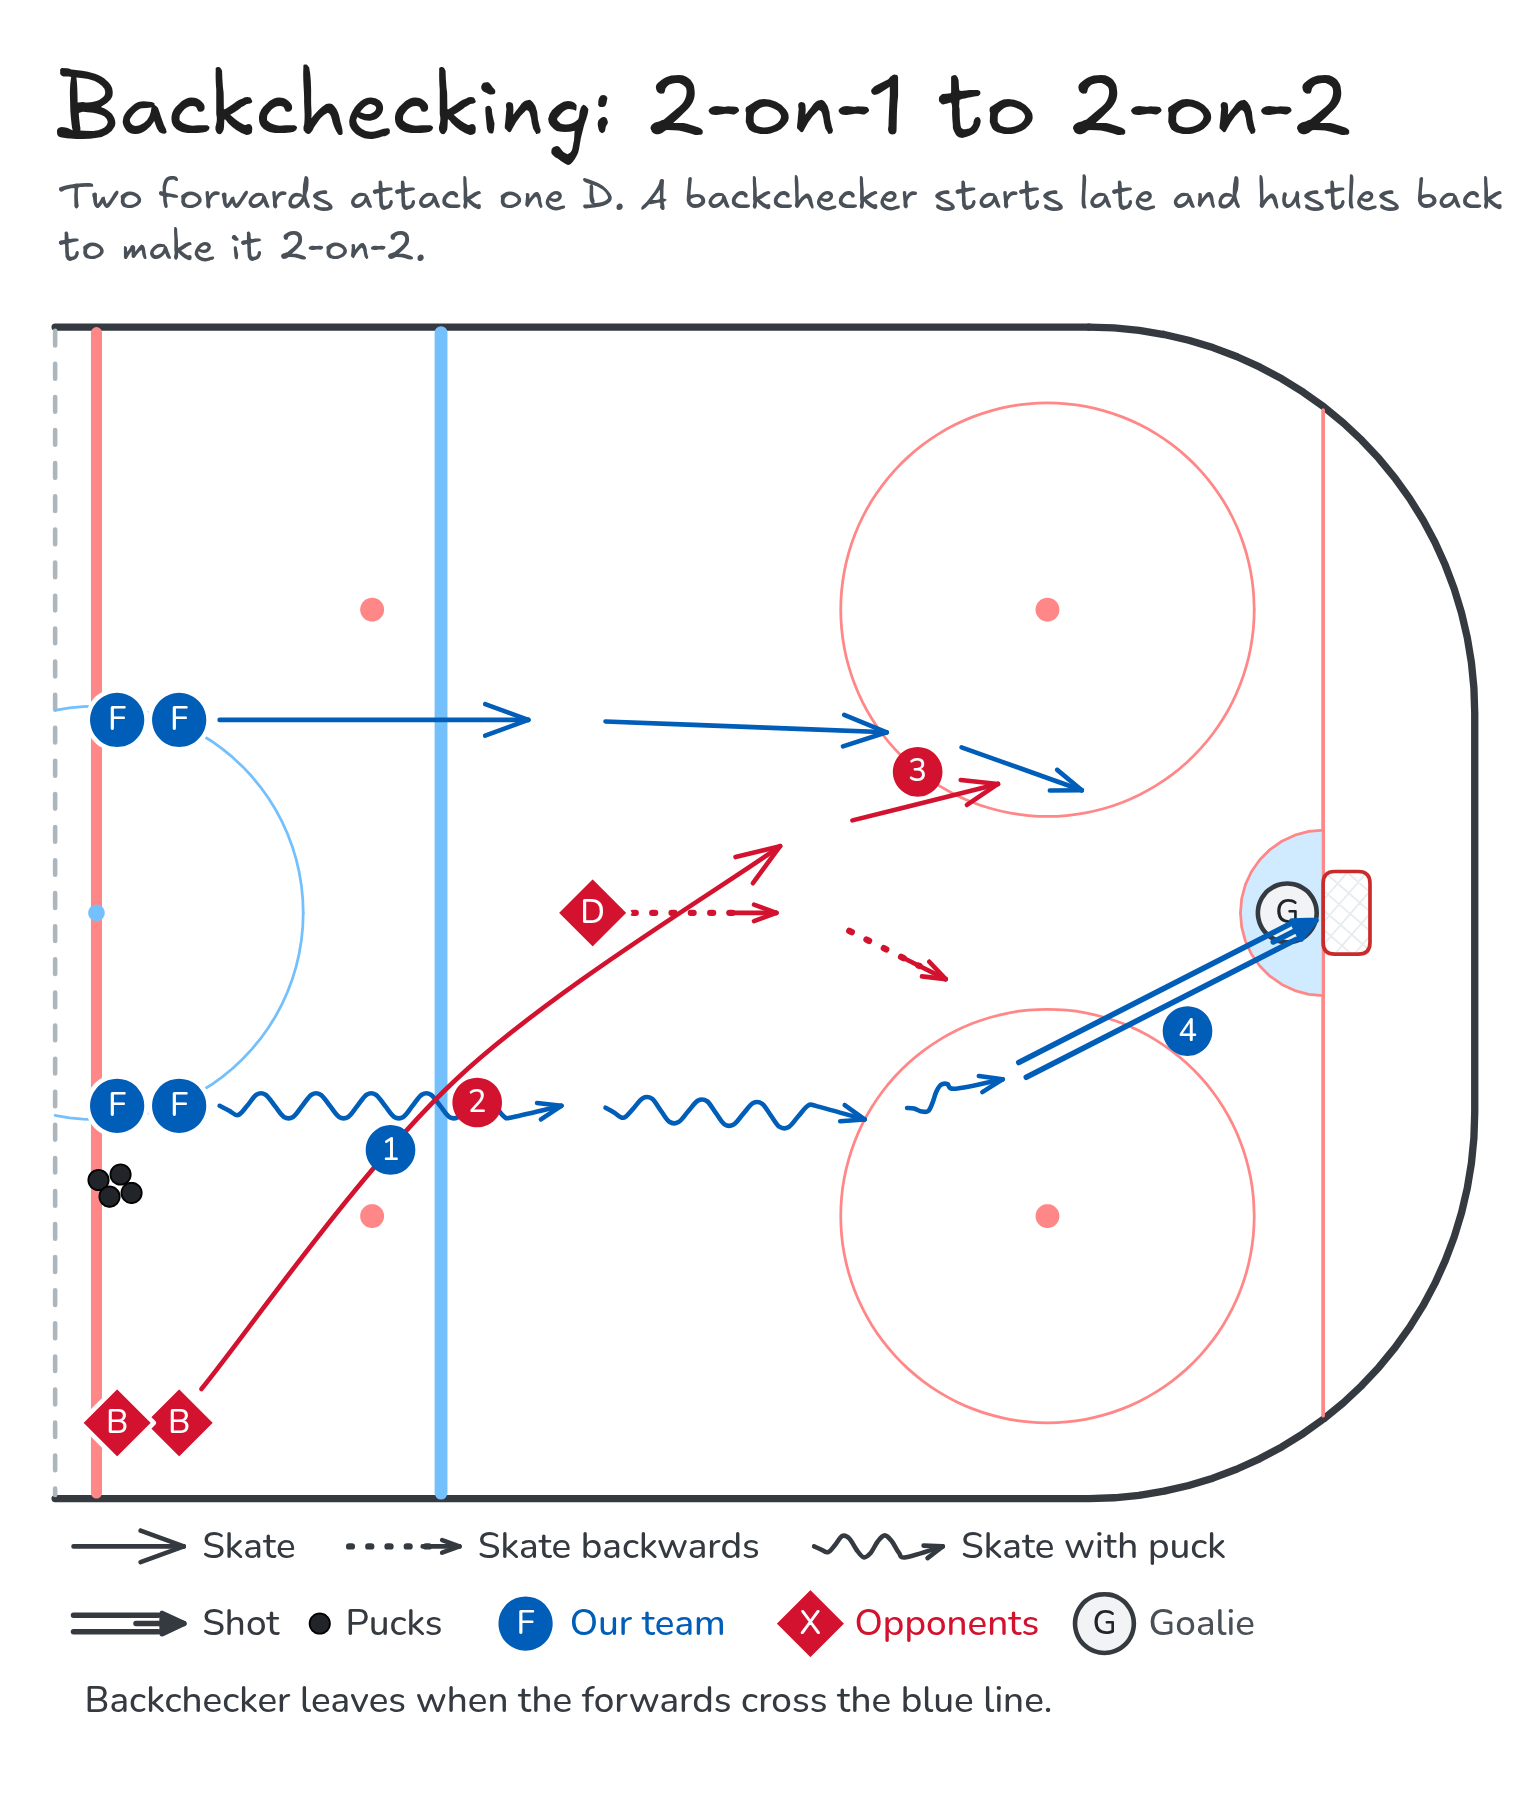 Backchecking: 2-on-1 to 2-on-2
Two forwards attack one D. A backchecker starts late and hustles back
to make it 2-on-2.
F F
3
D
G
4
F F
2
1
B B
Skate
Skate backwards
Skate with puck
Shot
Pucks
F Our team
X Opponents
G Goalie
Backchecker leaves when the forwards cross the blue line.